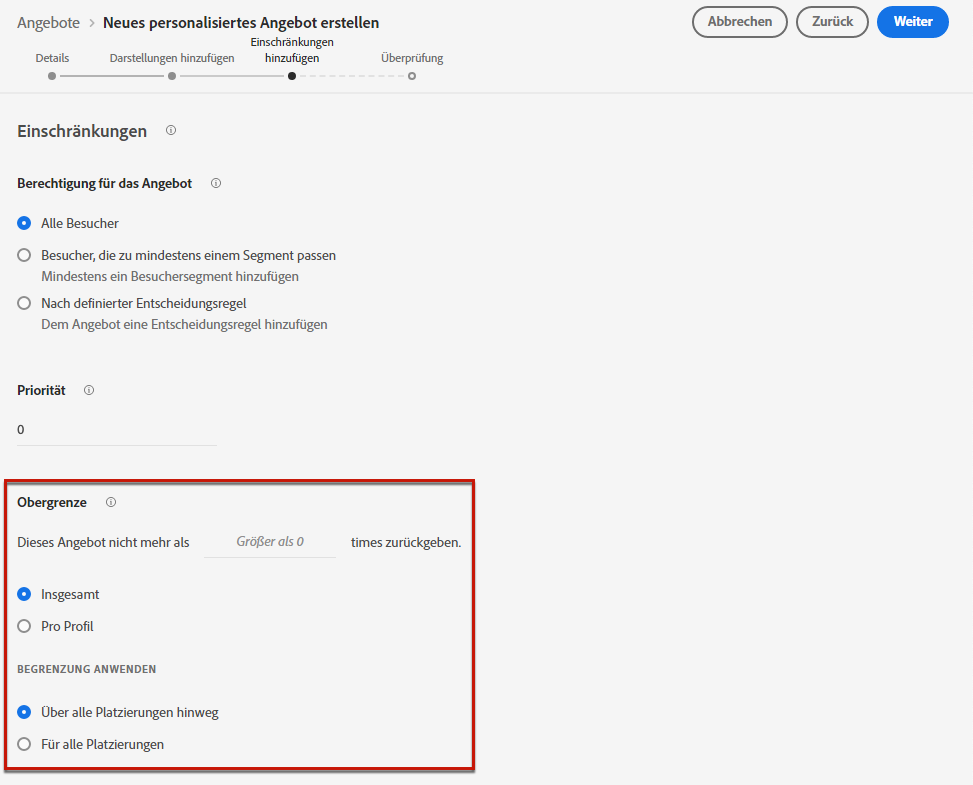 Angebote > Neues personalisiertes Angebot erstellen
Abbrechen
Zurück
Weiter
Details
Darstellungen hinzufügen
Einschränkungen
hinzufügen
Überprüfung
Einschränkungen
Berechtigung für das Angebot
Alle Besucher
Besucher, die zu mindestens einem Segment passen
Mindestens ein Besuchersegment hinzufügen
Nach definierter Entscheidungsregel
Dem Angebot eine Entscheidungsregel hinzufügen
Priorität
0
Obergrenze
Dieses Angebot nicht mehr als Größer als 0 times zurückgeben.
Insgesamt
Pro Profil
BEGRENZUNG ANWENDEN
Über alle Platzierungen hinweg
Für alle Platzierungen